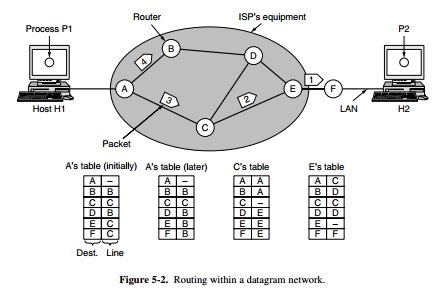 Router
ISP's equipment
Process P1
P2
B
D
4
1
A
E
F
3
2
LAN
C
Host H1
H2
Packet
A's table (initially) A's table (later) C's table E's table
A – A – A A A C
B B B B B A B D
C C C C C – C C
D B D B D E D D
E C E B E E E –
F C F B F E F F
Dest. Line
Figure 5-2. Routing within a datagram network.